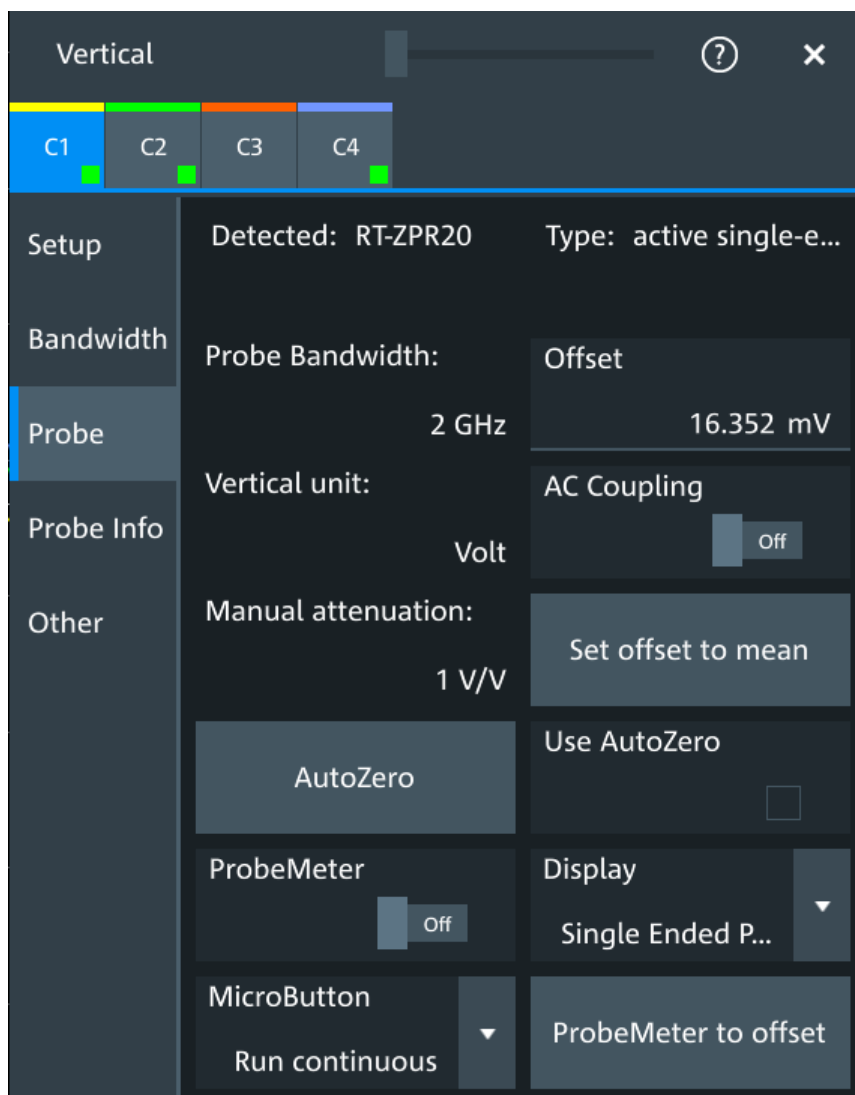 Vertical
?
C1 C2 C3 C4
Setup
Bandwidth
Probe
Probe Info
Other
Detected: RT-ZPR20 Type: active single-e...
Probe Bandwidth:
2 GHz
Offset
16.352 mV
Vertical unit:
Volt
AC Coupling
Off
Manual attenuation:
1 V/V
Set offset to mean
AutoZero
Use AutoZero
ProbeMeter
Off
Display
Single Ended P...
MicroButton
Run continuous
ProbeMeter to offset